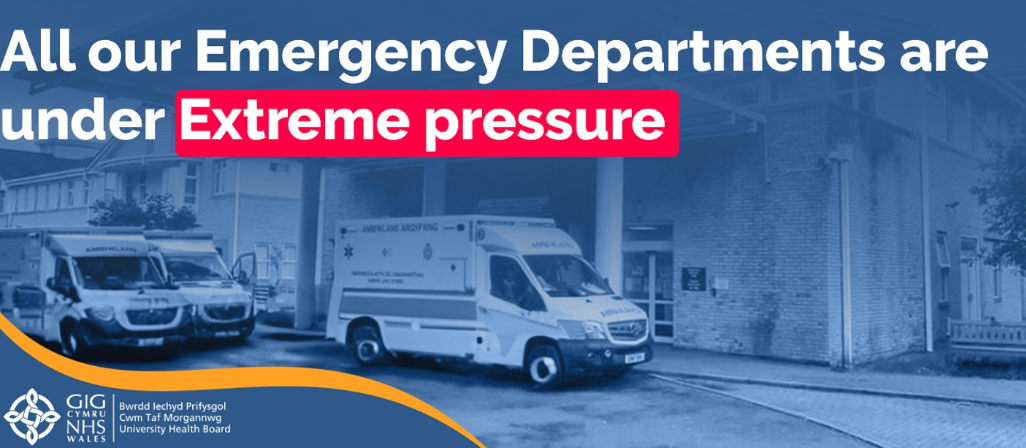 All our Emergency Departments are
under Extreme pressure
AMBIWLANS ARGYFWNG
AMBIWLANS
GIG
CYMRU
NHS
WALES
Bwrdd Iechyd Prifysgol
Cwm Taf Morgannwg
University Health Board